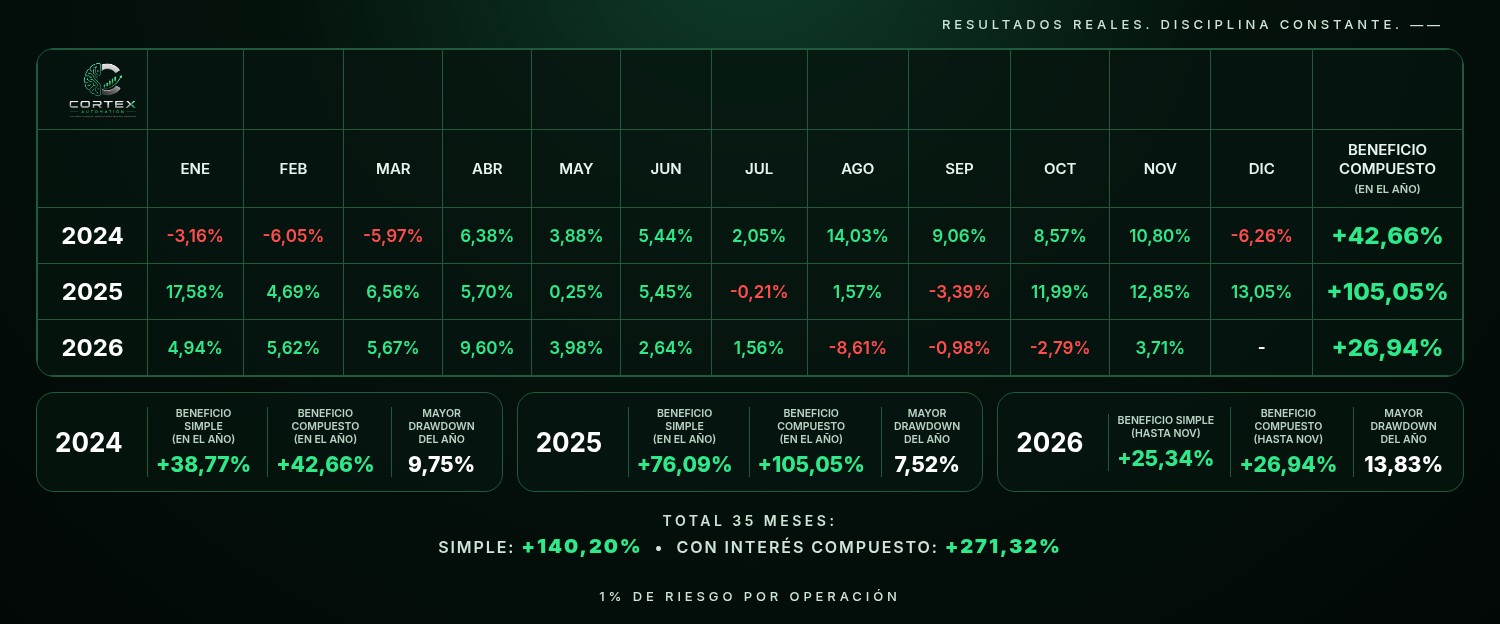 RESULTADOS REALES. DISCIPLINA CONSTANTE. ——
CORTEX
AUTOMATION
ENE FEB MAR ABR MAY JUN JUL AGO SEP OCT NOV DIC BENEFICIO COMPUESTO (EN EL AÑO)
2024 -3,16% -6,05% -5,97% 6,38% 3,88% 5,44% 2,05% 14,03% 9,06% 8,57% 10,80% -6,26% +42,66%
2025 17,58% 4,69% 6,56% 5,70% 0,25% 5,45% -0,21% 1,57% -3,39% 11,99% 12,85% 13,05% +105,05%
2026 4,94% 5,62% 5,67% 9,60% 3,98% 2,64% 1,56% -8,61% -0,98% -2,79% 3,71% - +26,94%
2024
BENEFICIO
SIMPLE
(EN EL AÑO)
+38,77%
BENEFICIO
COMPUESTO
(EN EL AÑO)
+42,66%
MAYOR
DRAWDOWN
DEL AÑO
9,75%
2025
BENEFICIO
SIMPLE
(EN EL AÑO)
+76,09%
BENEFICIO
COMPUESTO
(EN EL AÑO)
+105,05%
MAYOR
DRAWDOWN
DEL AÑO
7,52%
2026
BENEFICIO SIMPLE
(HASTA NOV)
+25,34%
BENEFICIO
COMPUESTO
(HASTA NOV)
+26,94%
MAYOR
DRAWDOWN
DEL AÑO
13,83%
TOTAL 35 MESES:
SIMPLE: +140,20% • CON INTERÉS COMPUESTO: +271,32%
1% DE RIESGO POR OPERACIÓN